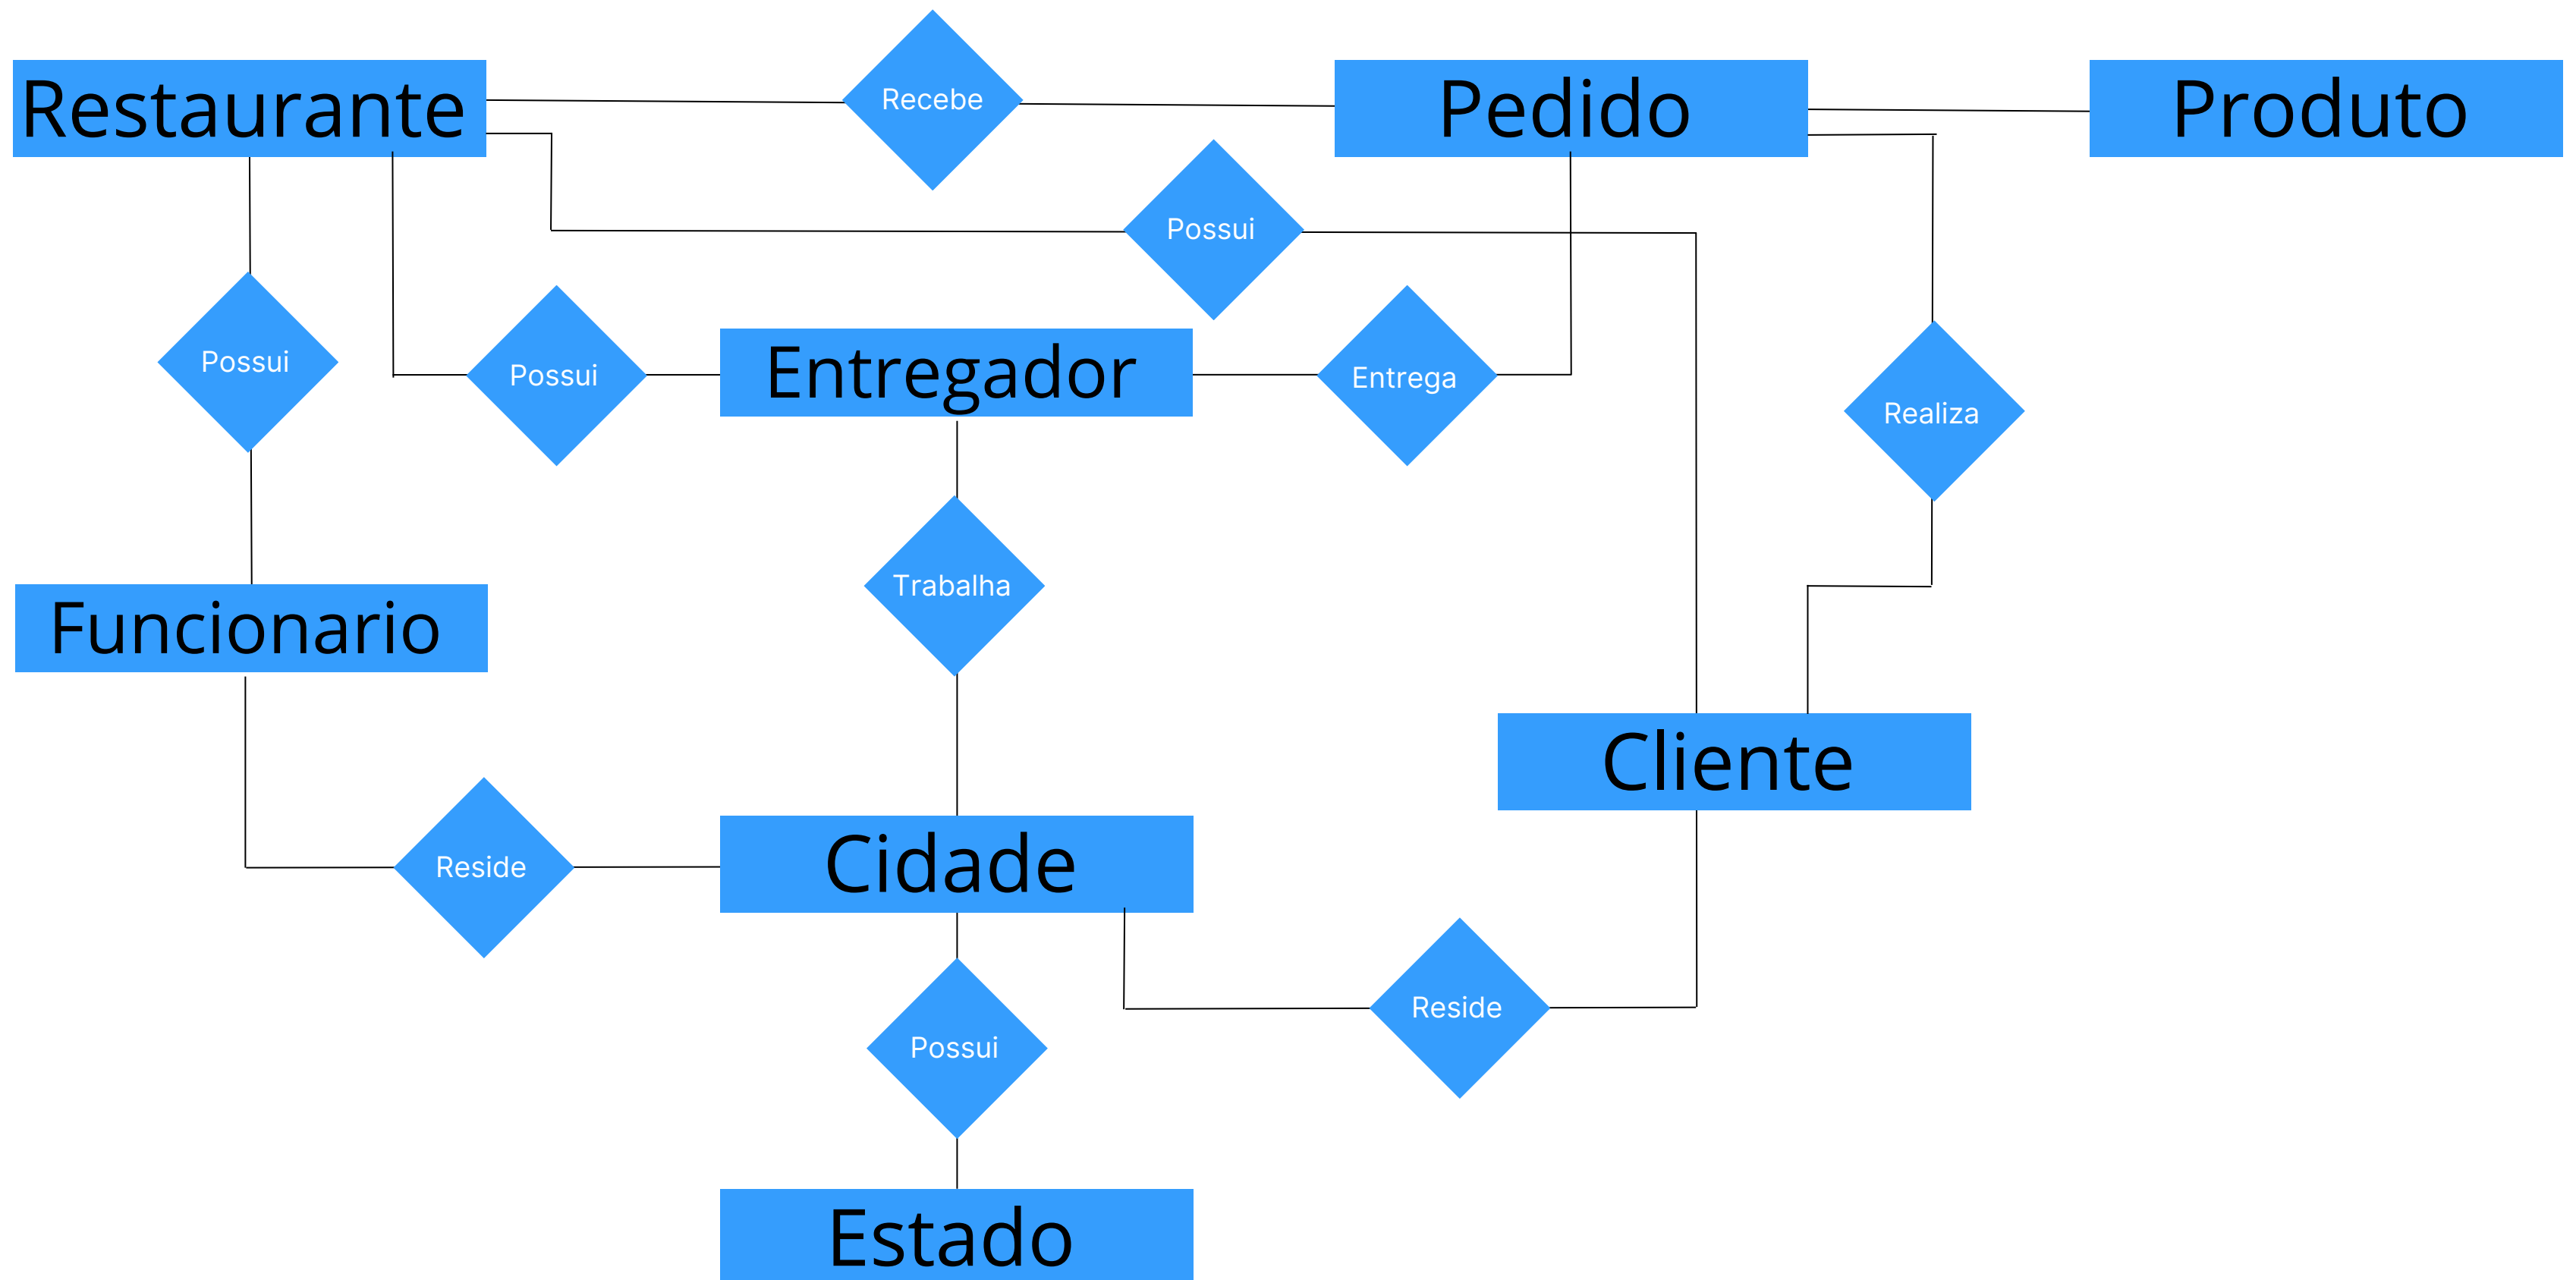 Restaurante
Recebe
Pedido
Produto
Possui
Possui
Possui
Entregador
Entrega
Realiza
Trabalha
Funcionario
Cliente
Reside
Cidade
Reside
Possui
Estado